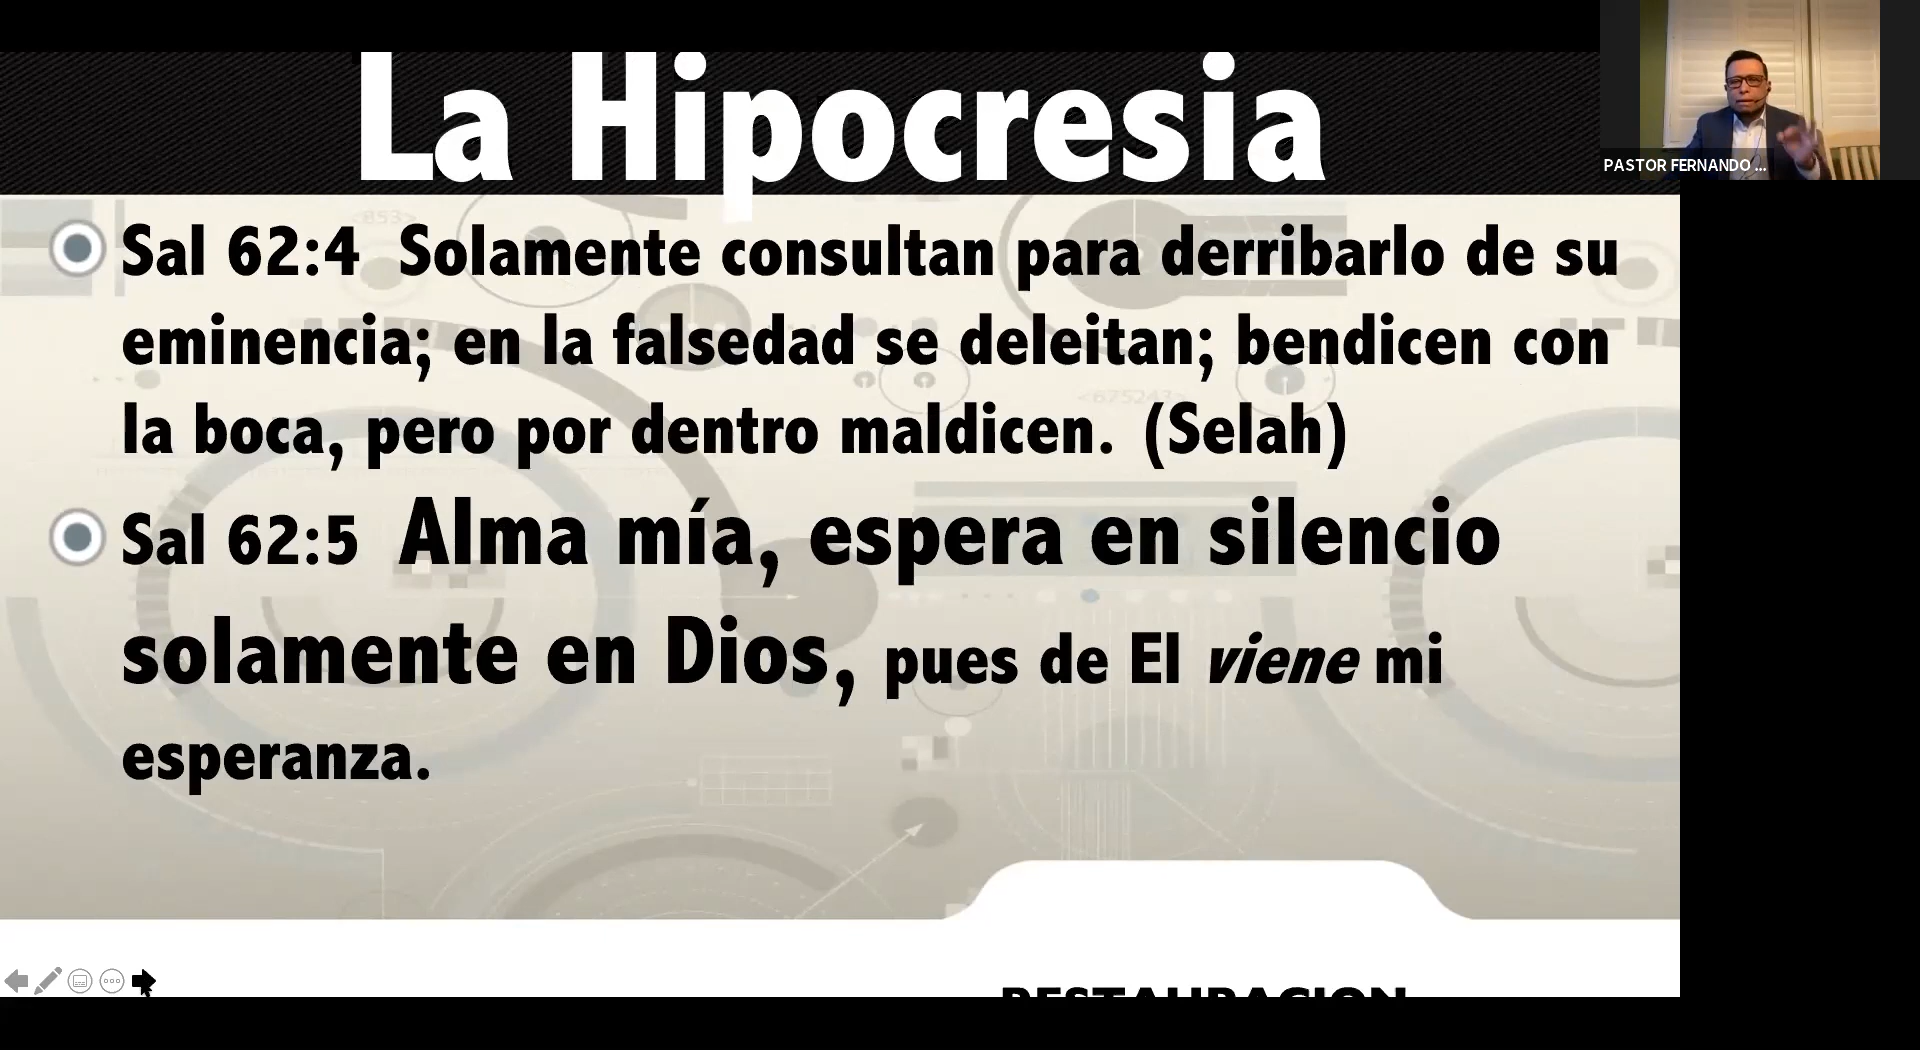 La Hipocresia
PASTOR FERNANDO ...
Sal 62:4 Solamente consultan para derribarlo de su
eminencia; en la falsedad se deleitan; bendicen con
la boca, pero por dentro maldicen. (Selah)
Sal 62:5 Alma mía, espera en silencio
solamente en Dios, pues de El viene mi
esperanza.
RESTAURACION